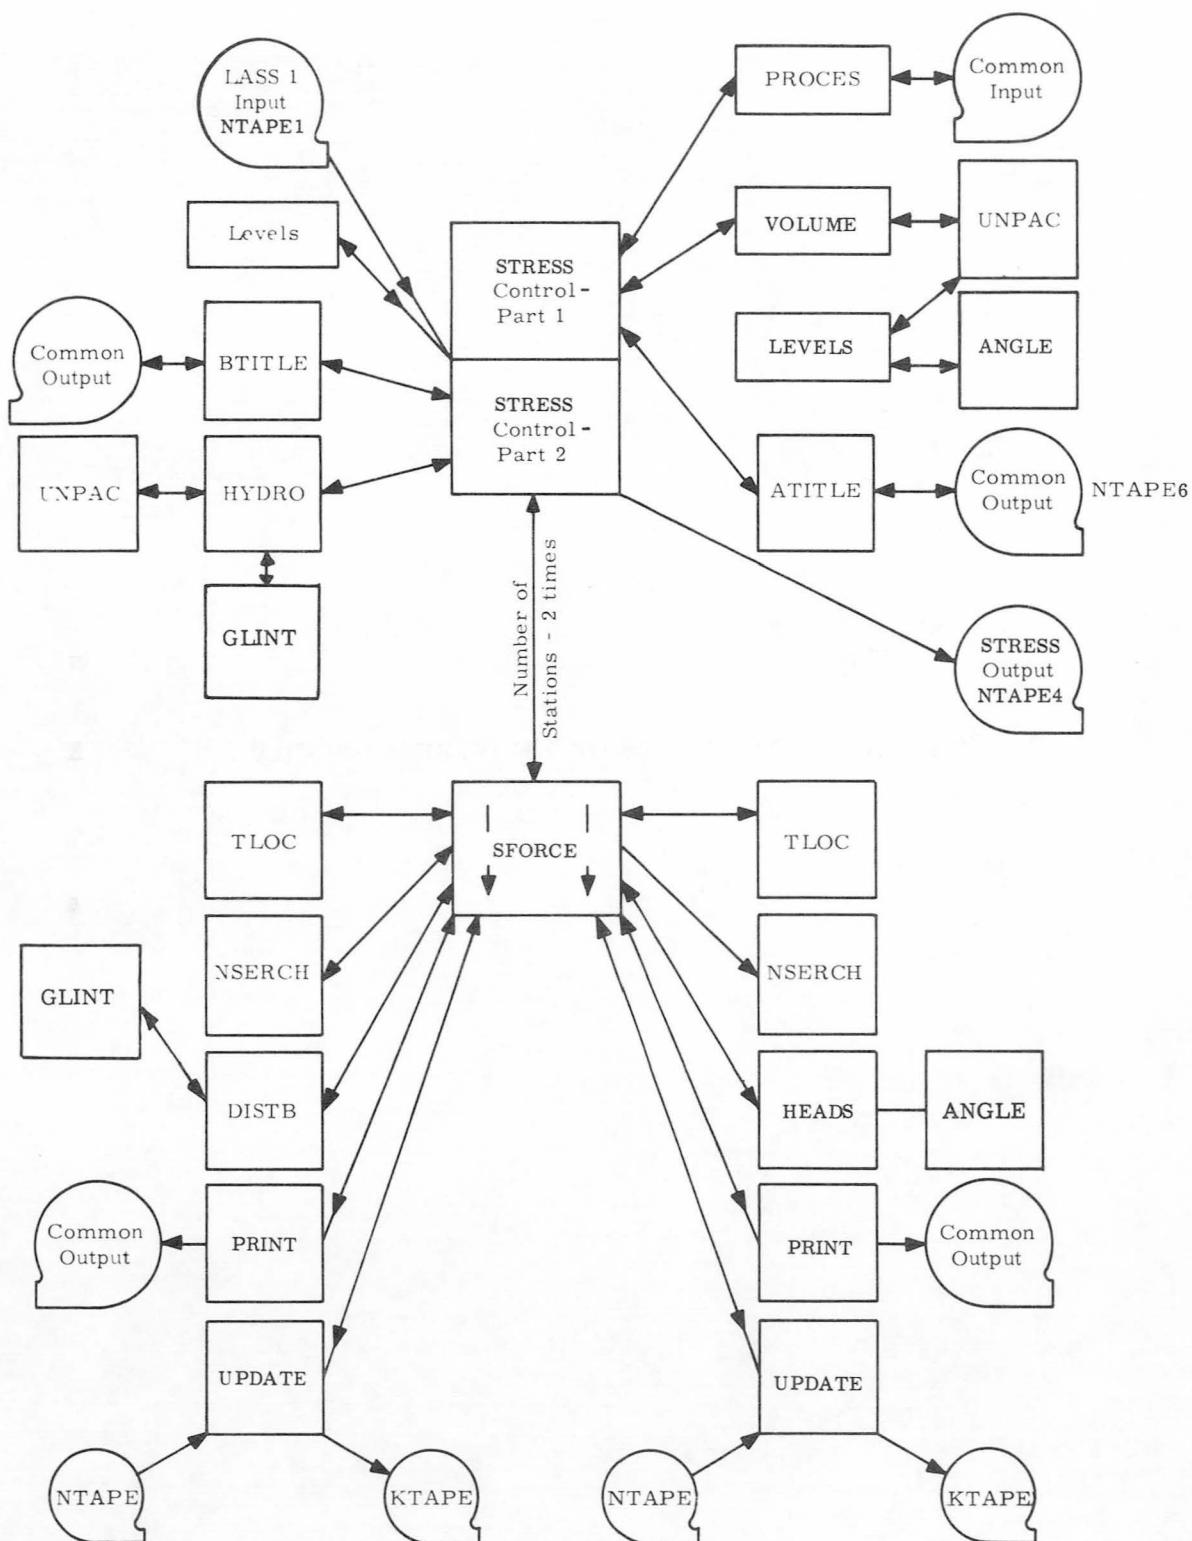 LASS 1
Input
NTAPE1
PROCES
Common
Input
Levels
STRESS
Control-
Part 1
VOLUME
UNPAC
LEVELS
ANGLE
Common
Output
BTITLE
STRESS
Control-
Part 2
UNPAC
HYDRO
ATITLE
Common
Output
NTAPE6
GLINT
Number of
Stations - 2 times
STRESS
Output
NTAPE4
TLOC
SFORCE
TLOC
NSERCH
NSERCH
GLINT
DISTB
HEADS
ANGLE
Common
Output
PRINT
PRINT
Common
Output
UPDATE
UPDATE
NTAPE
KTAPE
NTAPE
KTAPE